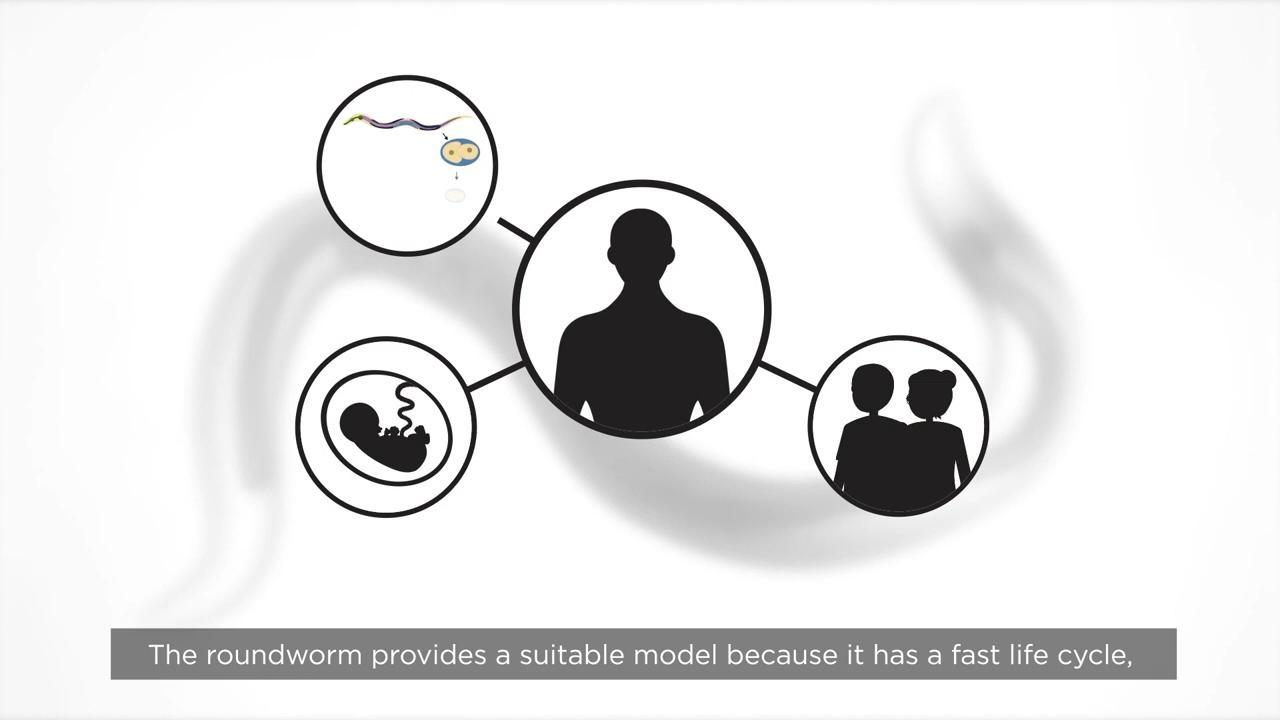 The roundworm provides a suitable model because it has a fast life cycle,